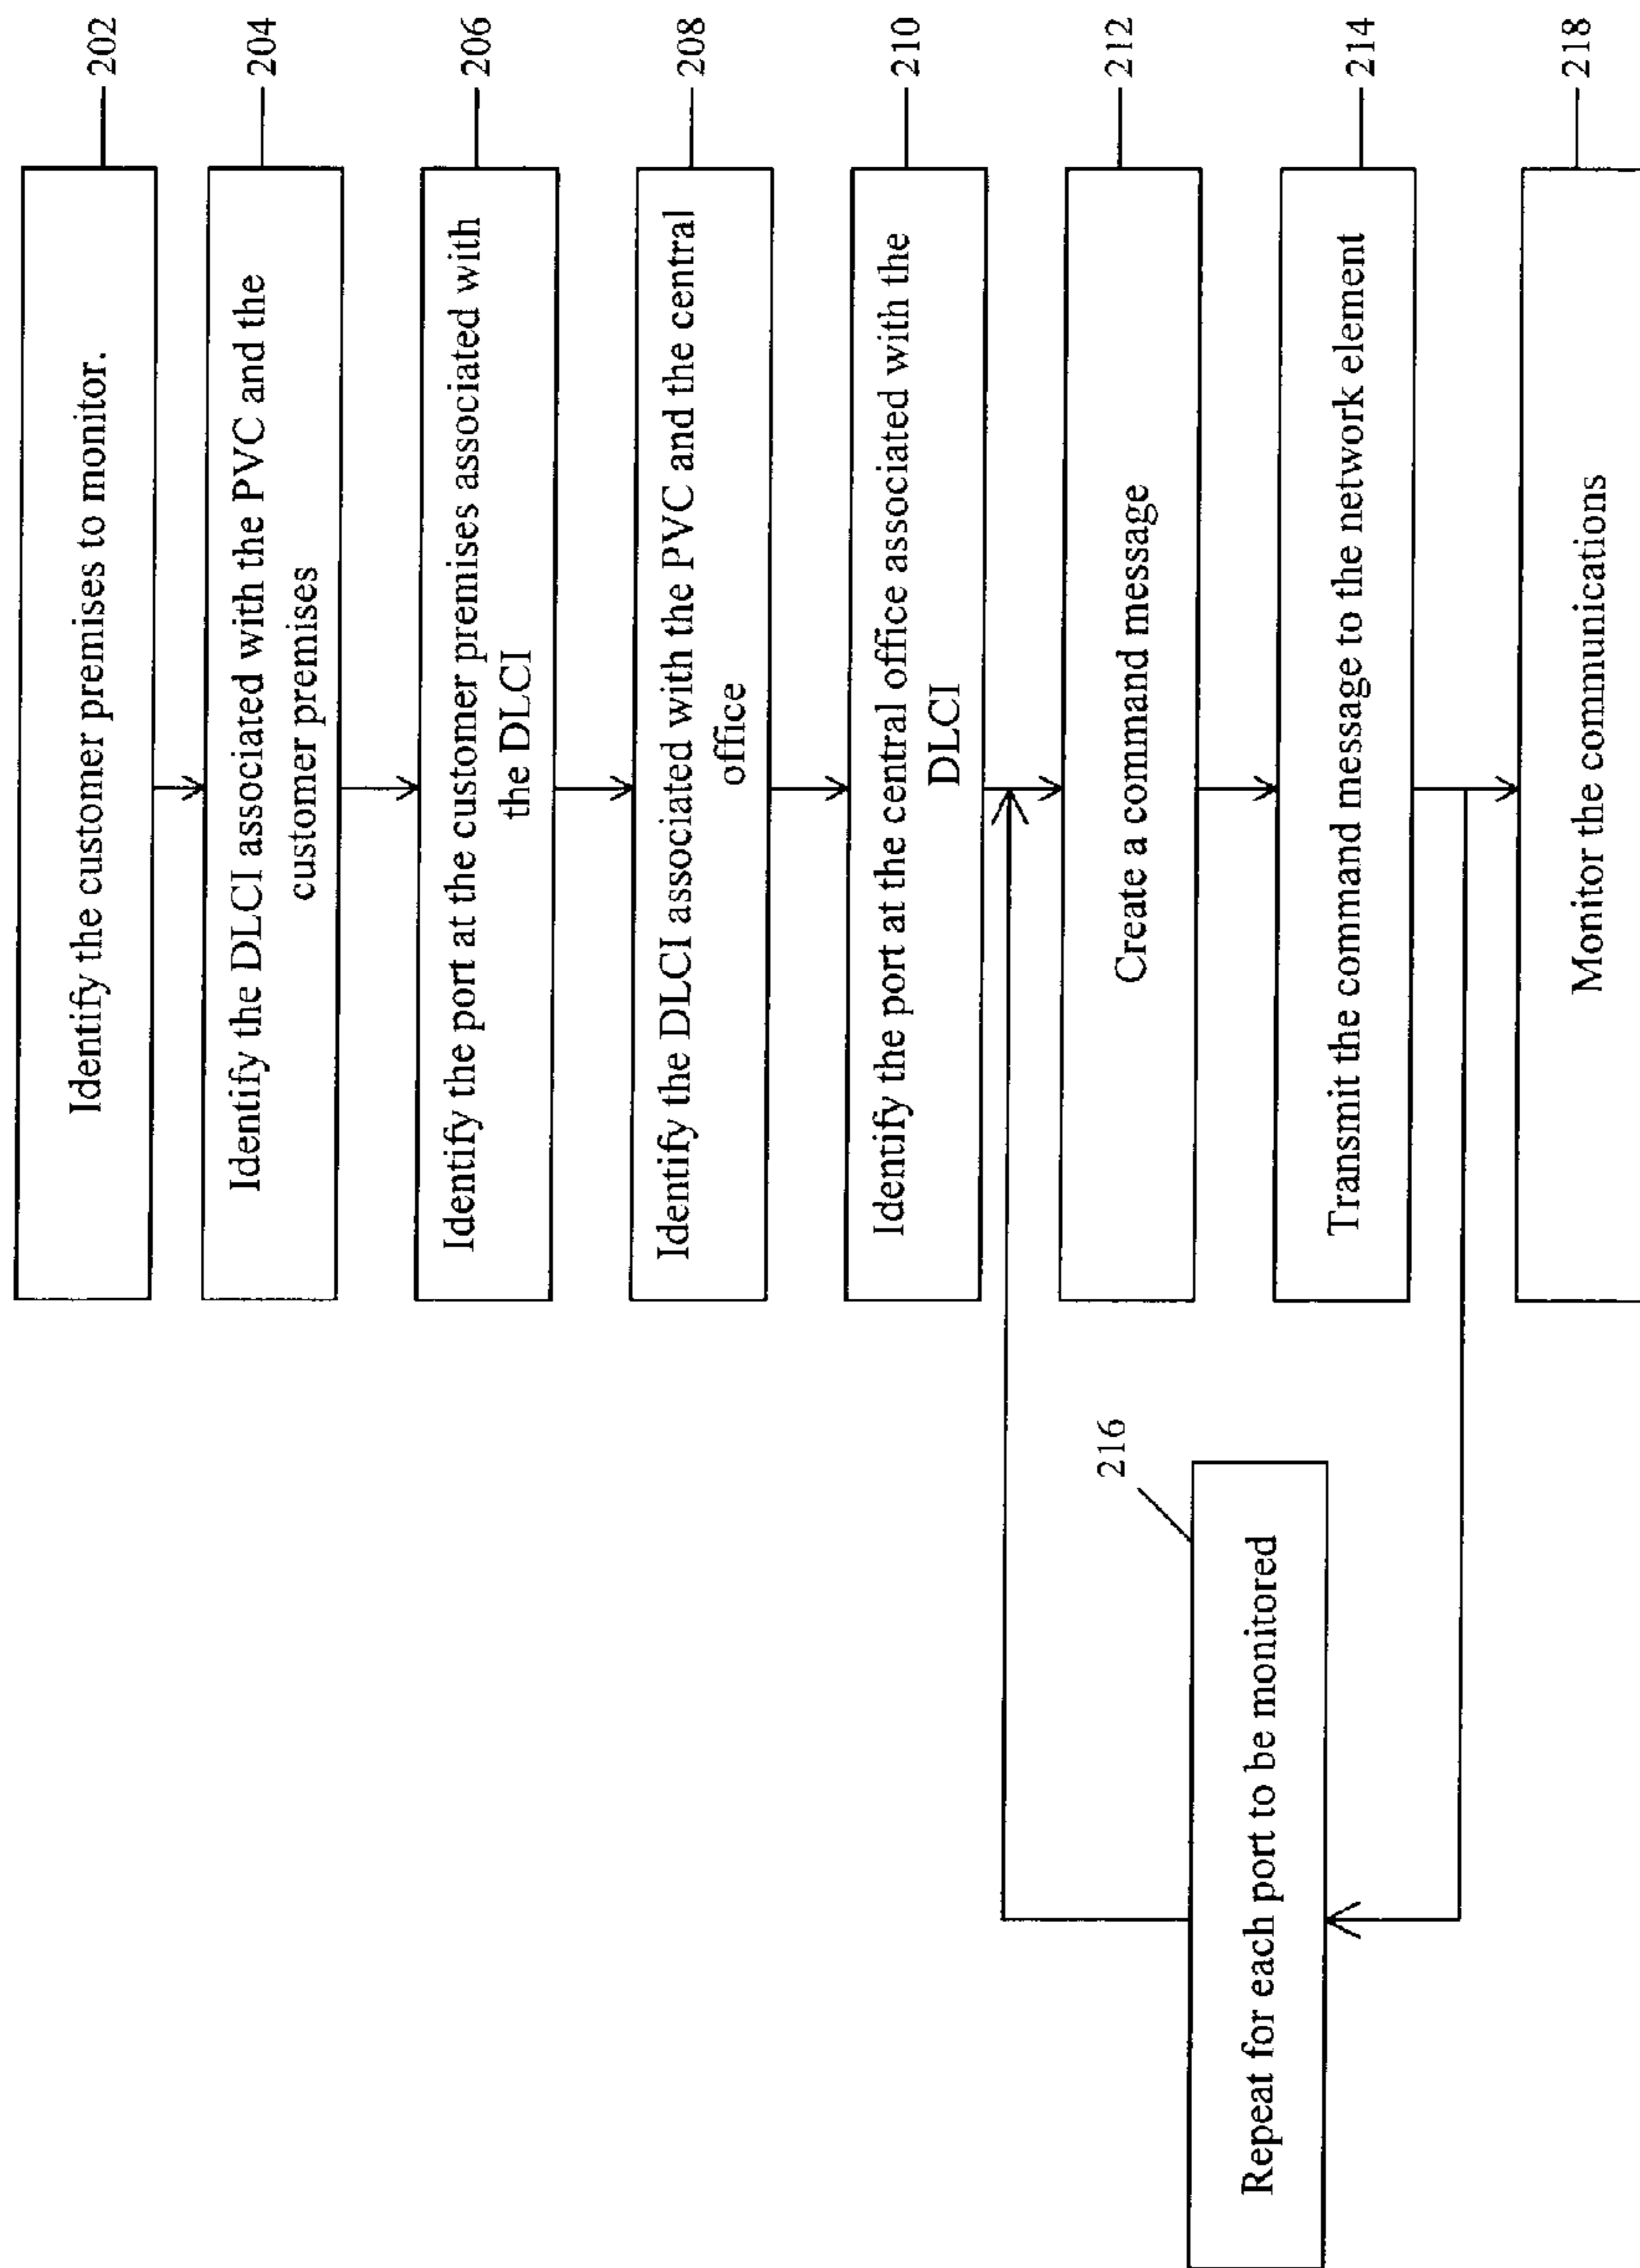 Identify the customer premises to monitor.
202
Identify the DLCI associated with the PVC and the
customer premises
204
Identify the port at the customer premises associated with
the DLCI
206
Identify the DLCI associated with the PVC and the central
office
208
Identify the port at the central office associated with the
DLCI
210
Create a command message
212
Transmit the command message to the network element
214
Repeat for each port to be monitored
216
Monitor the communications
218